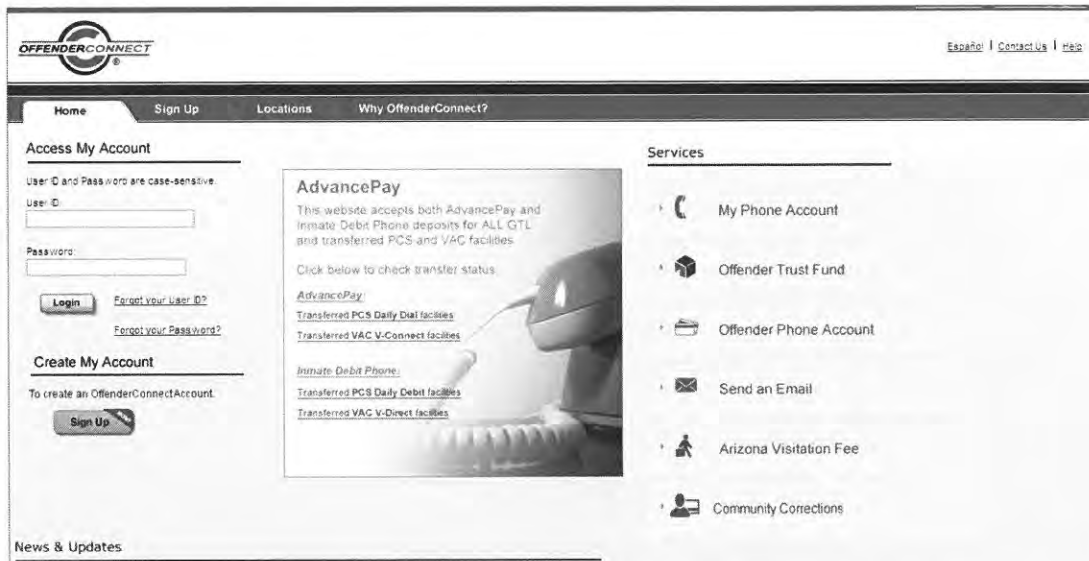 OFFENDERCONNECT
®
Español | Contact Us | Help
Home
Sign Up
Locations
Why OffenderConnect?
Access My Account
User ID and Password are case-sensitive.
User ID:
Password:
Login
Forgot your User ID?
Forgot your Password?
Create My Account
To create an OffenderConnectAccount.
Sign Up
AdvancePay
This website accepts both AdvancePay and
Inmate Debit Phone deposits for ALL GTL
and transferred PCS and VAC facilities.
Click below to check transfer status.
AdvancePay:
Transferred PCS Daily Dial facilities
Transferred VAC V-Connect facilities
Inmate Debit Phone:
Transferred PCS Daily Debit facilities
Transferred VAC V-Direct facilities
Services
My Phone Account
Offender Trust Fund
Offender Phone Account
Send an Email
Arizona Visitation Fee
Community Corrections
News & Updates